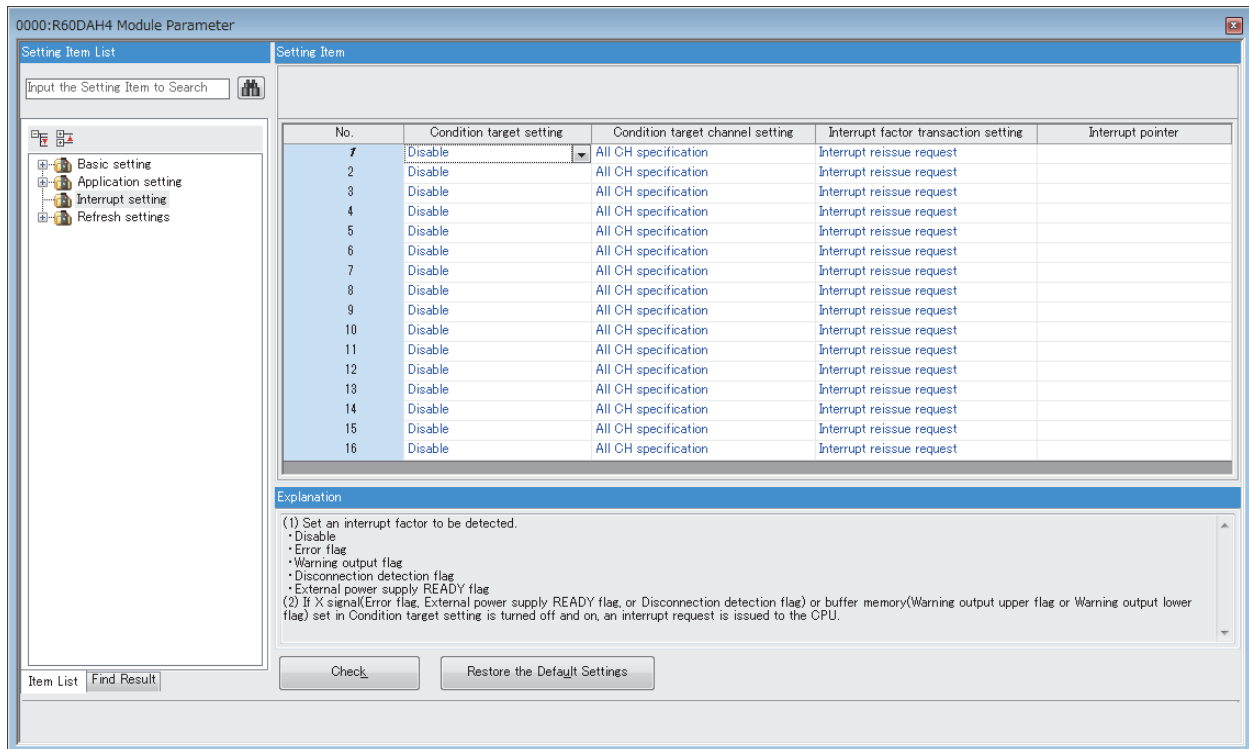 0000:R60DAH4 Module Parameter
Setting Item List
Setting Item
Input the Setting Item to Search
Basic setting
Application setting
Interrupt setting
Refresh settings
No. Condition target setting Condition target channel setting Interrupt factor transaction setting Interrupt pointer
1 Disable All CH specification Interrupt reissue request
2 Disable All CH specification Interrupt reissue request
3 Disable All CH specification Interrupt reissue request
4 Disable All CH specification Interrupt reissue request
5 Disable All CH specification Interrupt reissue request
6 Disable All CH specification Interrupt reissue request
7 Disable All CH specification Interrupt reissue request
8 Disable All CH specification Interrupt reissue request
9 Disable All CH specification Interrupt reissue request
10 Disable All CH specification Interrupt reissue request
11 Disable All CH specification Interrupt reissue request
12 Disable All CH specification Interrupt reissue request
13 Disable All CH specification Interrupt reissue request
14 Disable All CH specification Interrupt reissue request
15 Disable All CH specification Interrupt reissue request
16 Disable All CH specification Interrupt reissue request
Explanation
(1) Set an interrupt factor to be detected.
・Disable
・Error flag
・Warning output flag
・Disconnection detection flag
・External power supply READY flag
(2) If X signal(Error flag, External power supply READY flag, or Disconnection detection flag) or buffer memory(Warning output upper flag or Warning output lower
flag) set in Condition target setting is turned off and on, an interrupt request is issued to the CPU.
Check
Restore the Default Settings
Item List
Find Result